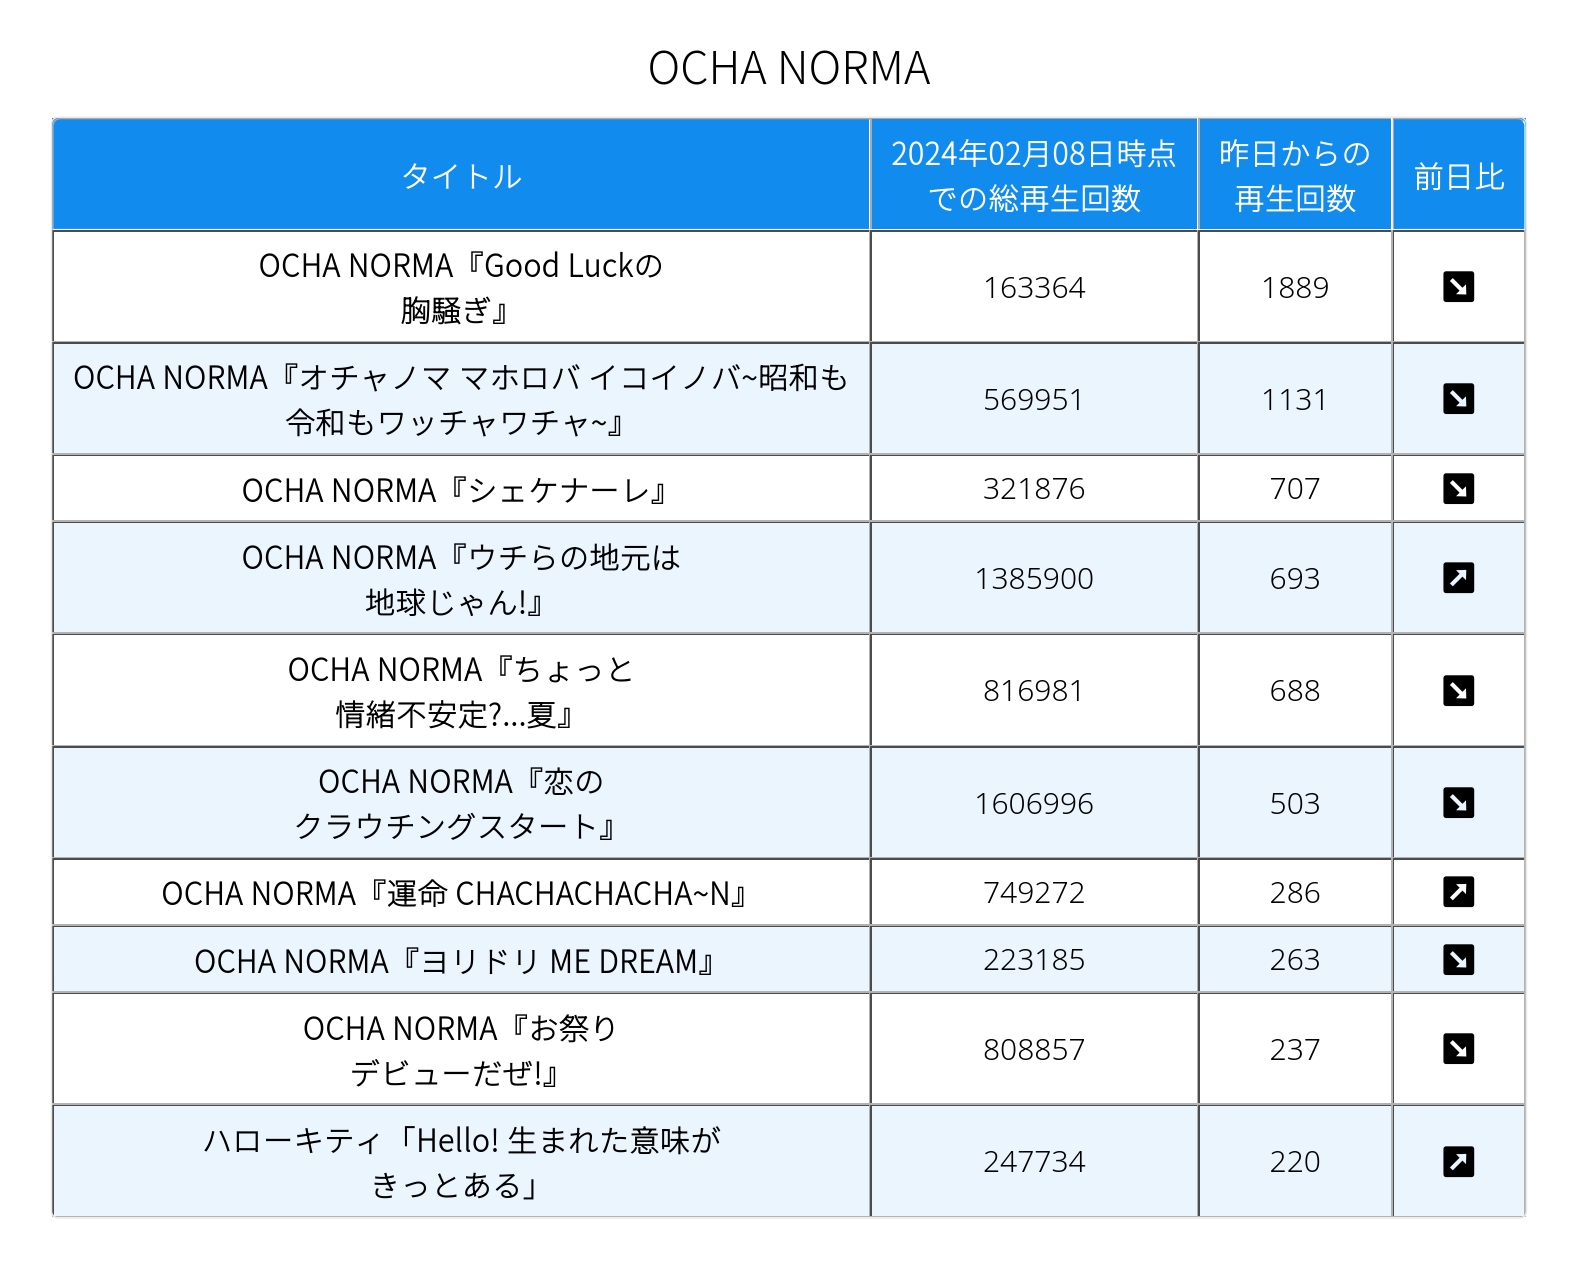 OCHA NORMA
タイトル
2024年02月08日時点
での総再生回数
昨日からの
再生回数
前日比
OCHA NORMA『Good Luckの
胸騒ぎ』
163364
1889
OCHA NORMA『オチャノマ マホロバ イコイノバ~昭和も
令和もワッチャワチャ~』
569951
1131
OCHA NORMA『シェケナーレ』
321876
707
OCHA NORMA『ウチらの地元は
地球じゃん!』
1385900
693
OCHA NORMA『ちょっと
情緒不安定?...夏』
816981
688
OCHA NORMA『恋の
クラウチングスタート』
1606996
503
OCHA NORMA『運命 CHACHACHACHA~N』
749272
286
OCHA NORMA『ヨリドリ ME DREAM』
223185
263
OCHA NORMA『お祭り
デビューだぜ!』
808857
237
ハローキティ「Hello! 生まれた意味が
きっとある」
247734
220